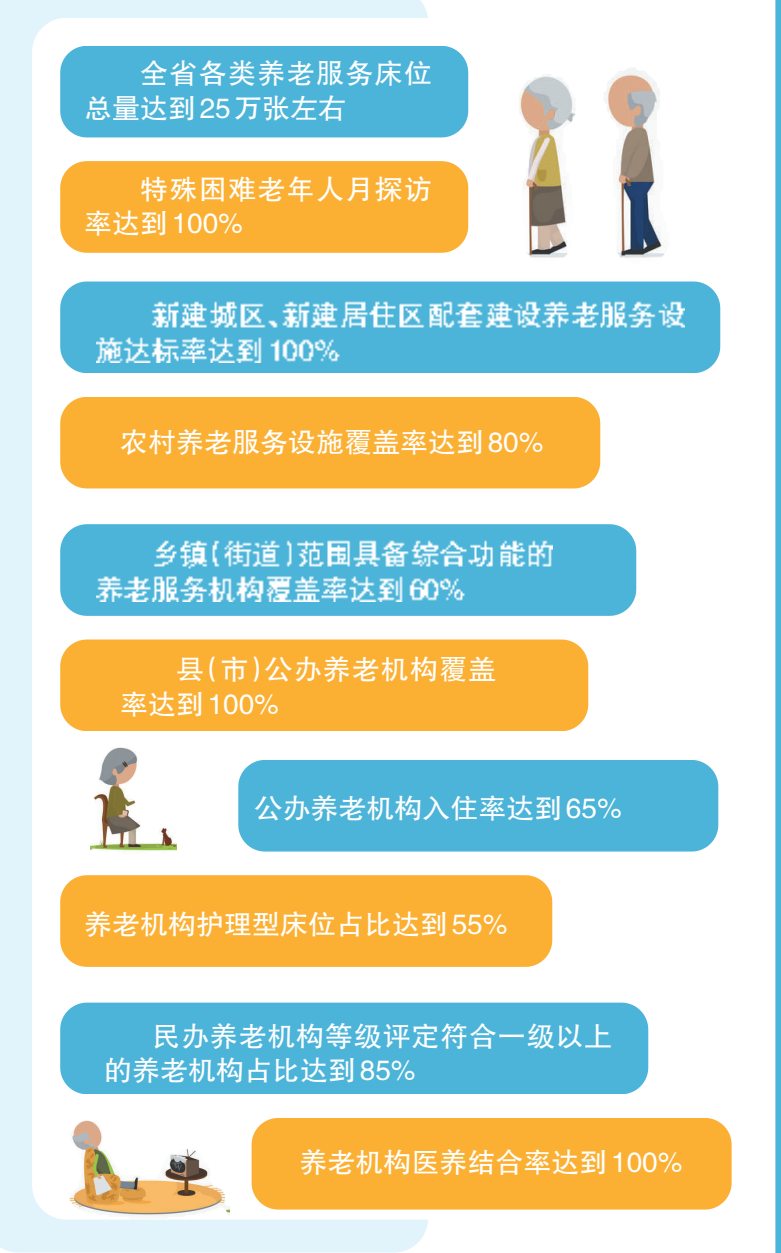 全省各类养老服务床位
总量达到25万张左右
特殊困难老年人月探访
率达到100%
新建城区、新建居住区配套建设养老服务设
施达标率达到100%
农村养老服务设施覆盖率达到80%
乡镇(街道)范围具备综合功能的
养老服务机构覆盖率达到60%
县(市)公办养老机构覆盖
率达到100%
公办养老机构入住率达到65%
养老机构护理型床位占比达到55%
民办养老机构等级评定符合一级以上
的养老机构占比达到85%
养老机构医养结合率达到100%